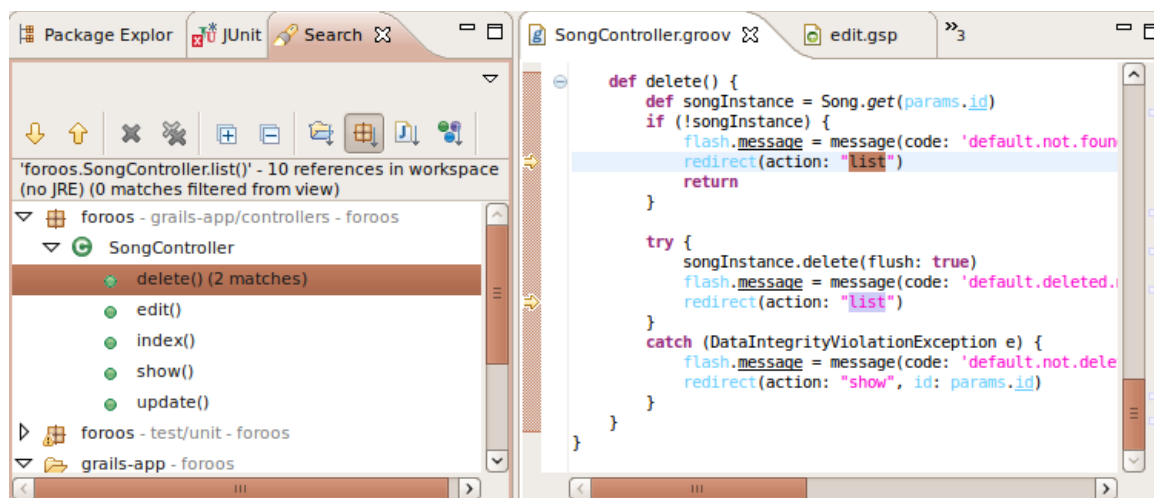 Package Explor
JUnit
Search
'foroos.SongController.list()' - 10 references in workspace
(no JRE) (0 matches filtered from view)
foroos - grails-app/controllers - foroos
SongController
delete() (2 matches)
edit()
index()
show()
update()
foroos - test/unit - foroos
grails-app - foroos
SongController.groov
edit.gsp
»3
def delete() {
def songInstance = Song.get(params.id)
if (!songInstance) {
flash.message = message(code: 'default.not.foun
redirect(action: "list")
return
}
try {
songInstance.delete(flush: true)
flash.message = message(code: 'default.deleted.
redirect(action: "list")
}
catch (DataIntegrityViolationException e) {
flash.message = message(code: 'default.not.dele
redirect(action: "show", id: params.id)
}
}
}